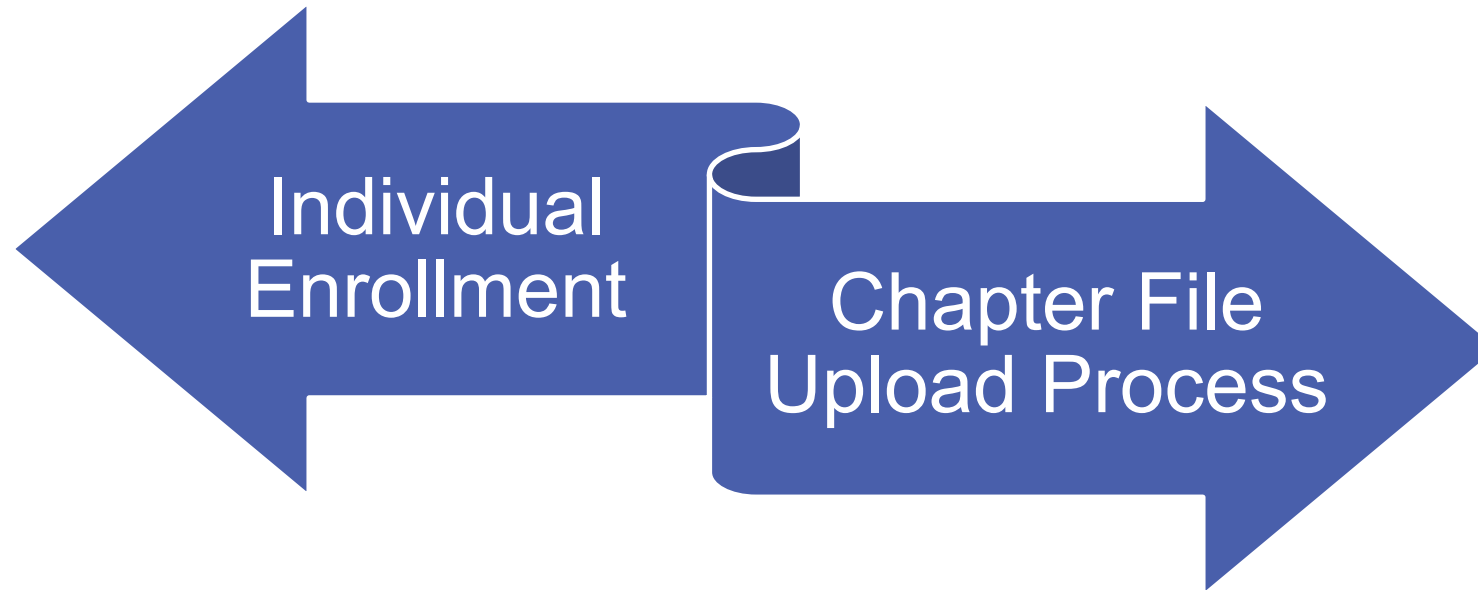 Individual
Enrollment
Chapter File
Upload Process